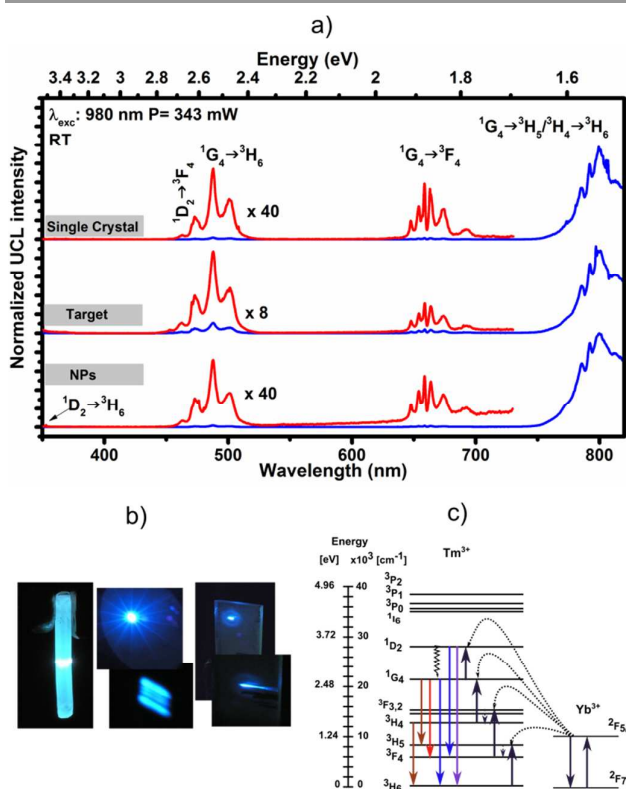 a)
Energy (eV)
3.4 3.2 3 2.8 2.6 2.4 2.2 2 1.8 1.6
λexc: 980 nm P= 343 mW
RT
¹D₂→³F₄
¹G₄→³H₆
¹G₄→³F₄
¹G₄→³H₅/³H₄→³H₆
Single Crystal
x 40
Target
x 8
NPs
x 40
¹D₂→³H₆
Normalized UCL intensity
400 500 600 700 800
Wavelength (nm)
b)
c)
Energy
[eV] x10³ [cm⁻¹]
Tm³⁺
4.96 40
³P₂
³P₁
³P₀
¹I₆
3.72 30
¹D₂
¹G₄
2.48 20
³F₃,₂
³H₄
Yb³⁺
²F₅
1.24 10
³H₅
³F₄
0 0
³H₆
²F₇